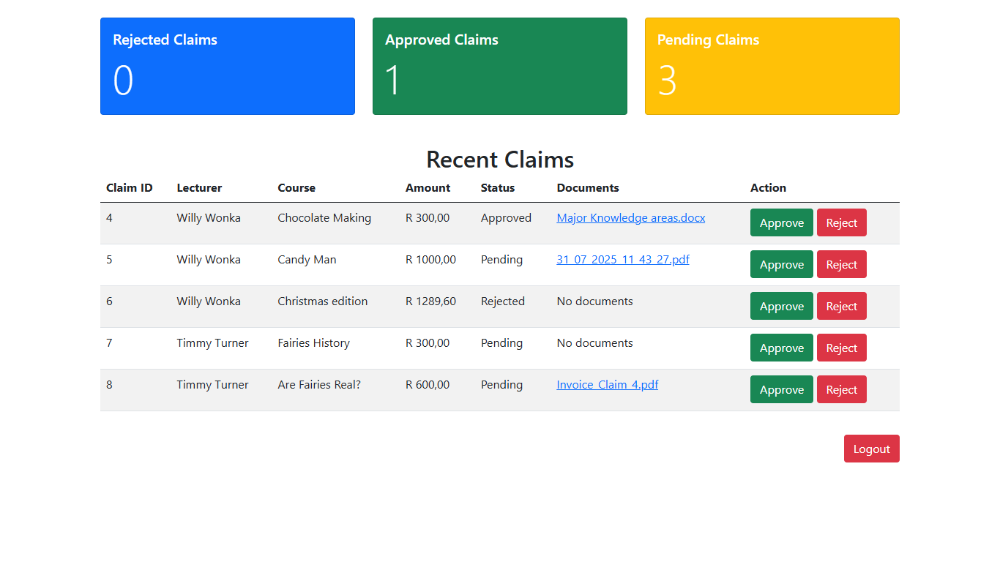 Rejected Claims
0
Approved Claims
1
Pending Claims
3
Recent Claims
Claim ID Lecturer Course Amount Status Documents Action
4 Willy Wonka Chocolate Making R 300,00 Approved Major Knowledge areas.docx Approve Reject
5 Willy Wonka Candy Man R 1000,00 Pending 31_07_2025_11_43_27.pdf Approve Reject
6 Willy Wonka Christmas edition R 1289,60 Rejected No documents Approve Reject
7 Timmy Turner Fairies History R 300,00 Pending No documents Approve Reject
8 Timmy Turner Are Fairies Real? R 600,00 Pending Invoice_Claim_4.pdf Approve Reject
Logout